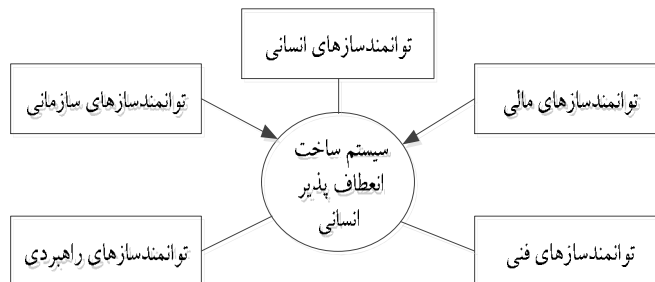 توانمندسازهای انسانی
توانمندسازهای مالی
توانمندسازهای سازمانی
سیستم ساخت
انعطاف پذیر
انسانی
توانمندسازهای فنی
توانمندسازهای راهبردی